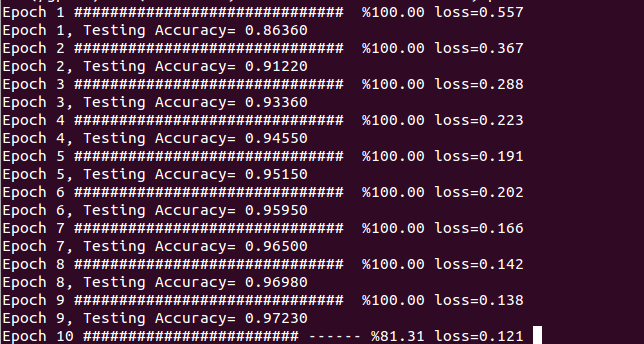 Epoch 1 ############################## %100.00 loss=0.557
Epoch 1, Testing Accuracy= 0.86360
Epoch 2 ############################## %100.00 loss=0.367
Epoch 2, Testing Accuracy= 0.91220
Epoch 3 ############################## %100.00 loss=0.288
Epoch 3, Testing Accuracy= 0.93360
Epoch 4 ############################## %100.00 loss=0.223
Epoch 4, Testing Accuracy= 0.94550
Epoch 5 ############################## %100.00 loss=0.191
Epoch 5, Testing Accuracy= 0.95150
Epoch 6 ############################## %100.00 loss=0.202
Epoch 6, Testing Accuracy= 0.95950
Epoch 7 ############################## %100.00 loss=0.166
Epoch 7, Testing Accuracy= 0.96500
Epoch 8 ############################## %100.00 loss=0.142
Epoch 8, Testing Accuracy= 0.96980
Epoch 9 ############################## %100.00 loss=0.138
Epoch 9, Testing Accuracy= 0.97230
Epoch 10 ######################## ------ %81.31 loss=0.121